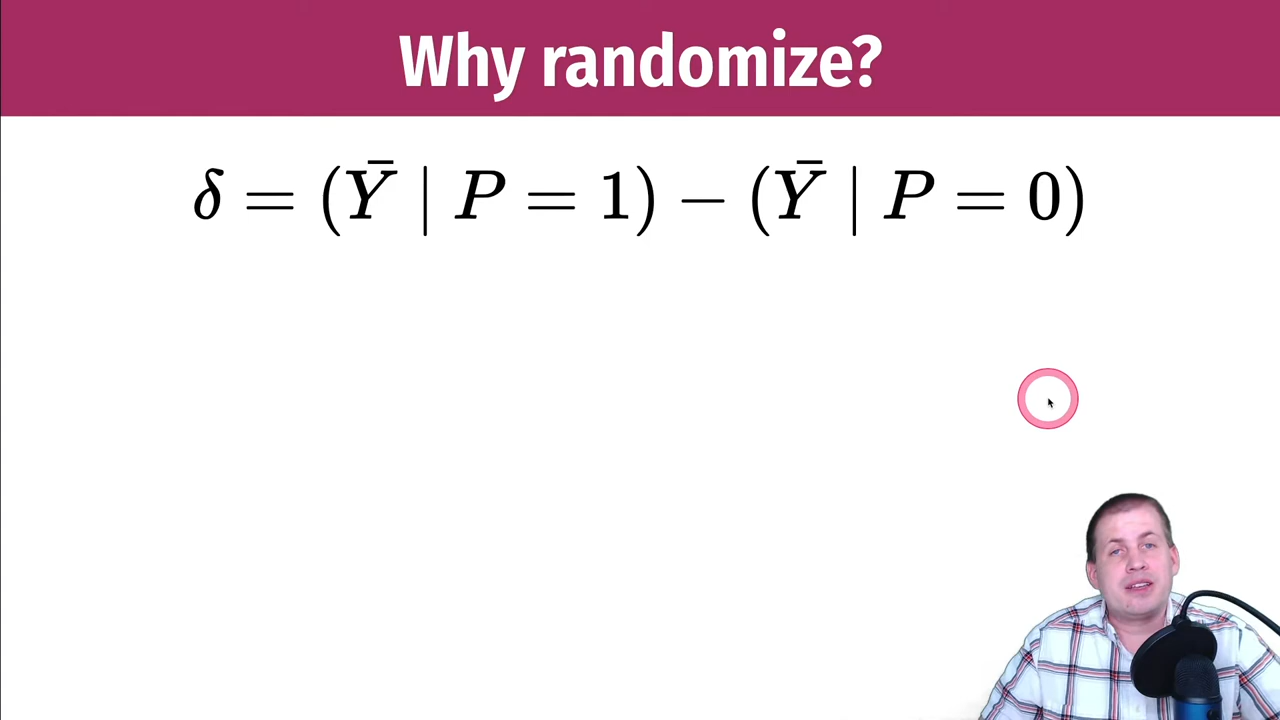 Why randomize?
δ = (Ȳ | P = 1) − (Ȳ | P = 0)